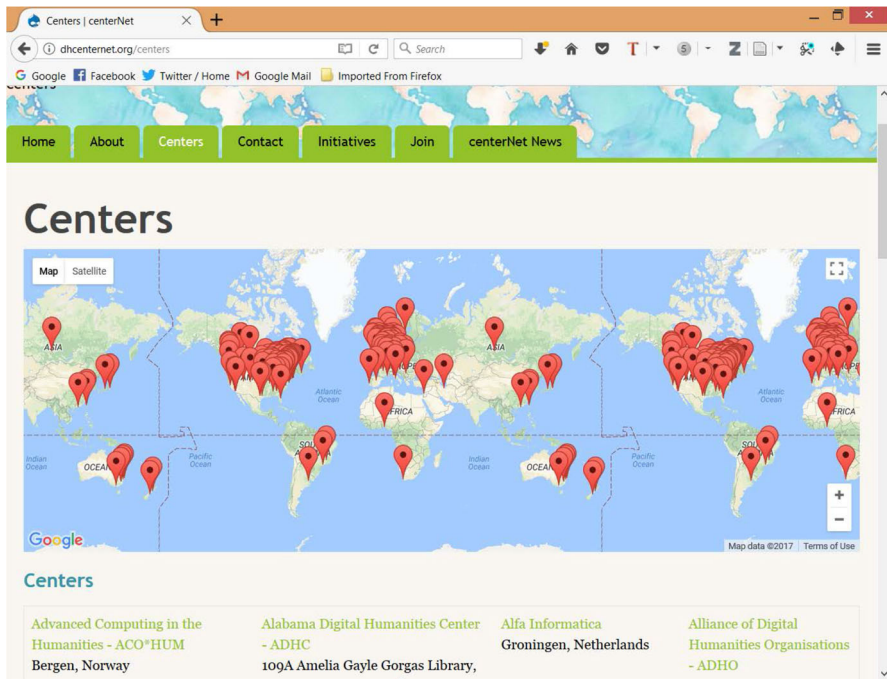 Centers | centerNet
dhcenternet.org/centers
Search
Google Facebook Twitter / Home Google Mail Imported From Firefox
Centers
Home About Centers Contact Initiatives Join centerNet News
Centers
Map Satellite
ASIA
ASIA
Atlantic
Ocean
Atlantic
Ocean
AFRICA
AFRICA
Indian
Ocean
OCEAN
Pacific
Ocean
Indian
Ocean
OCEAN
Pacific
Ocean
Google
Map data ©2017 Terms of Use
Centers
Advanced Computing in the
Humanities - ACO*HUM
Bergen, Norway
Alabama Digital Humanities Center
- ADHC
109A Amelia Gayle Gorgas Library,
Alfa Informatica
Groningen, Netherlands
Alliance of Digital
Humanities Organisations
- ADHO